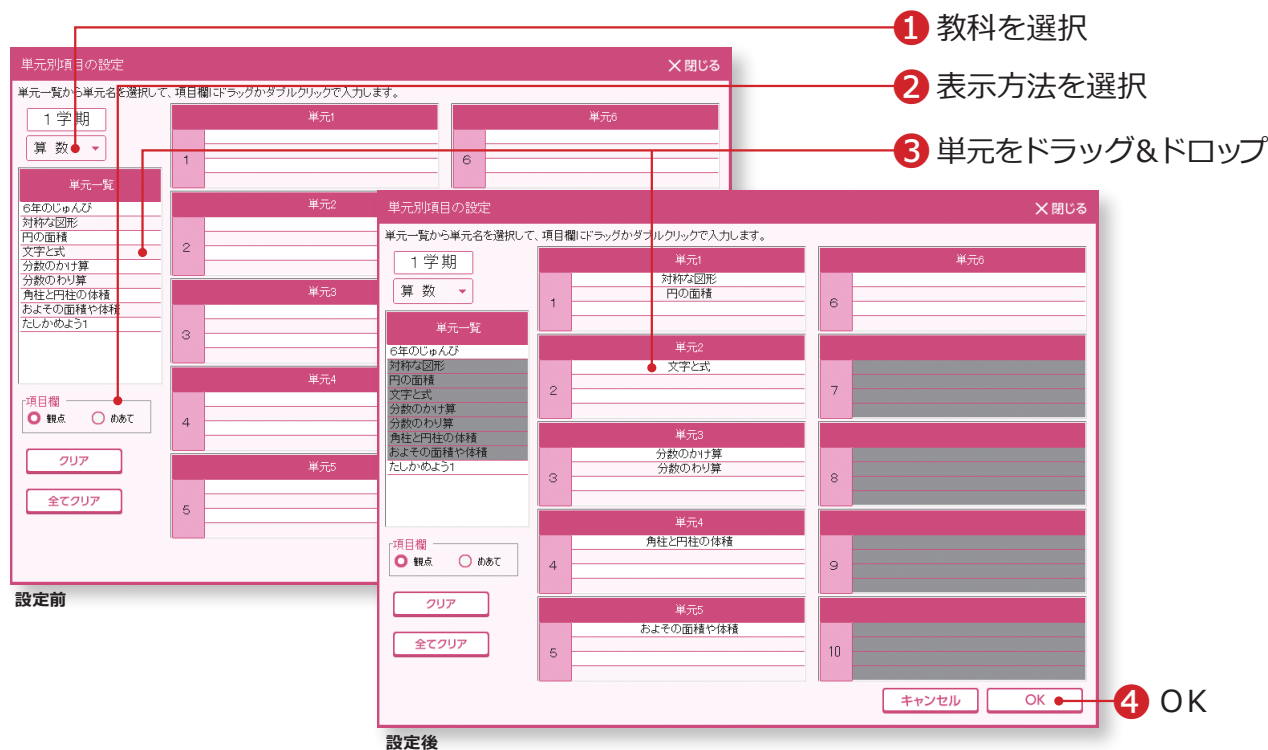 ❶ 教科を選択
❷ 表示方法を選択
❸ 単元をドラッグ&ドロップ
単元別項目の設定
×閉じる
単元一覧から単元名を選択して、項目欄にドラッグかダブルクリックで入力します。
1学期
算数
単元一覧
6年のじゅんび
対称な図形
円の面積
文字と式
分数のかけ算
分数のわり算
角柱と円柱の体積
およその面積や体積
たしかめよう1
項目欄
観点 めあて
クリア
全てクリア
単元1
1
単元2
2
単元3
3
単元4
4
単元5
5
単元6
6
設定前
単元別項目の設定
×閉じる
単元一覧から単元名を選択して、項目欄にドラッグかダブルクリックで入力します。
1学期
算数
単元一覧
6年のじゅんび
対称な図形
円の面積
文字と式
分数のかけ算
分数のわり算
角柱と円柱の体積
およその面積や体積
たしかめよう1
項目欄
観点 めあて
クリア
全てクリア
単元1
1
対称な図形
円の面積
単元2
2
文字と式
単元3
3
分数のかけ算
分数のわり算
単元4
4
角柱と円柱の体積
単元5
5
およその面積や体積
単元6
6
7
8
9
10
キャンセル
OK
❹ OK
設定後